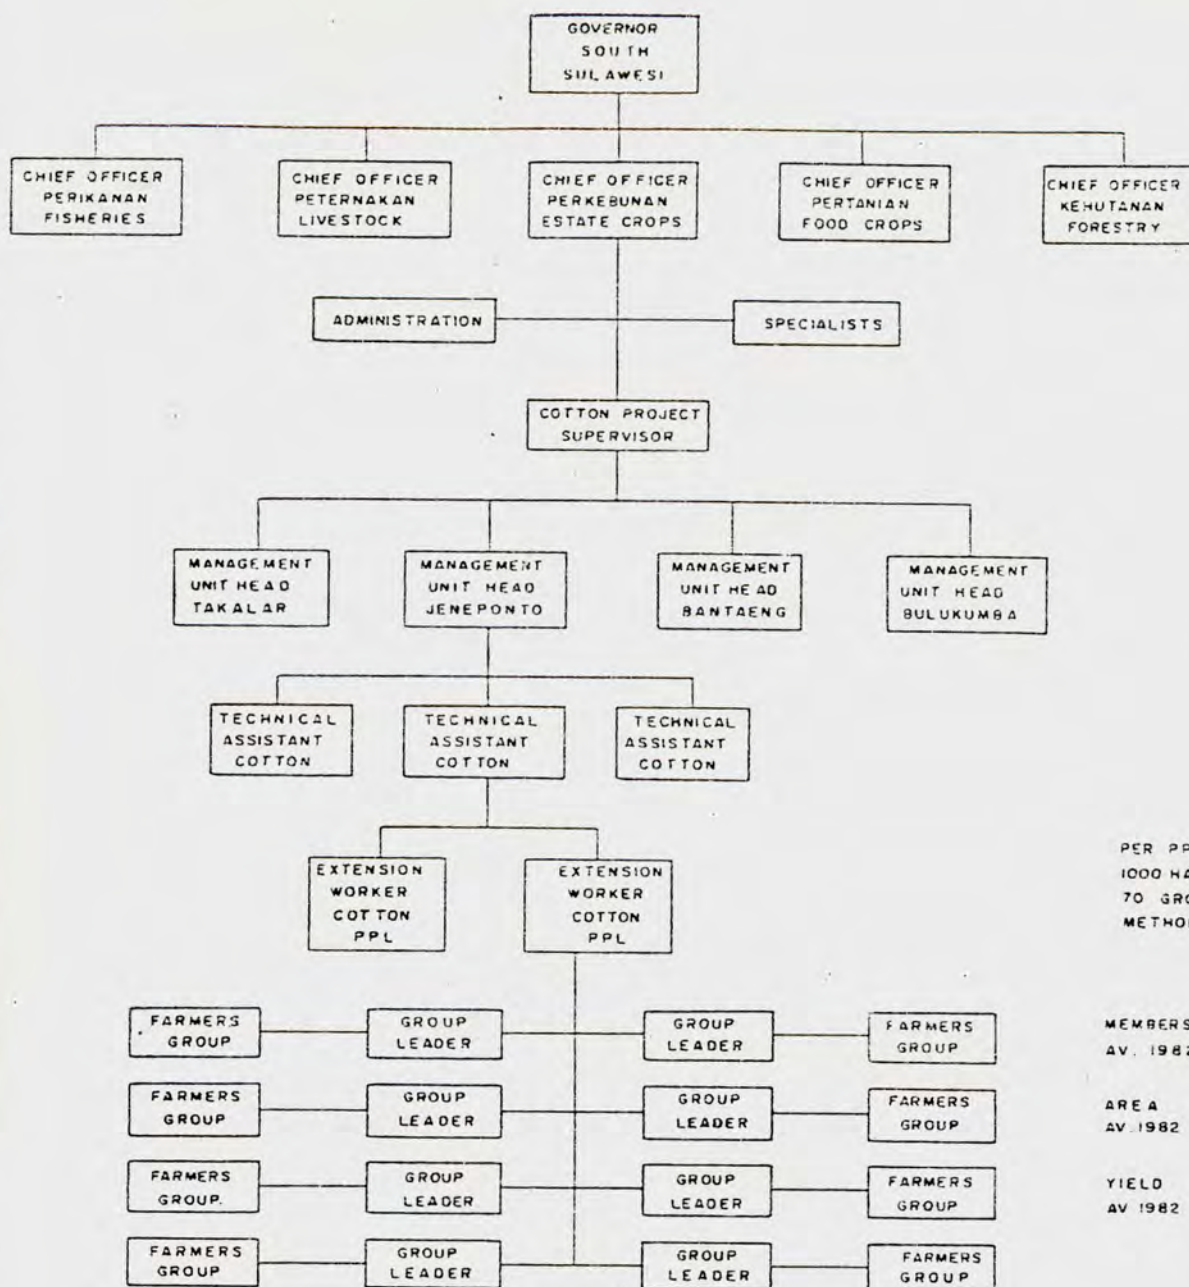 GOVERNOR
SOUTH
SULAWESI
CHIEF OFFICER
PERIKANAN
FISHERIES
CHIEF OFFICER
PETERNAKAN
LIVESTOCK
CHIEF OFFICER
PERKEBUNAN
ESTATE CROPS
CHIEF OFFICER
PERTANIAN
FOOD CROPS
CHIEF OFFICER
KEHUTANAN
FORESTRY
ADMINISTRATION
SPECIALISTS
COTTON PROJECT
SUPERVISOR
MANAGEMENT
UNIT HEAD
TAKALAR
MANAGEMENT
UNIT HEAD
JENEPONTO
MANAGEMENT
UNIT HEAD
BANTAENG
MANAGEMENT
UNIT HEAD
BULUKUMBA
TECHNICAL
ASSISTANT
COTTON
TECHNICAL
ASSISTANT
COTTON
TECHNICAL
ASSISTANT
COTTON
EXTENSION
WORKER
COTTON
PPL
EXTENSION
WORKER
COTTON
PPL
PER
1000 HA
70
FARMERS
GROUP
GROUP
LEADER
GROUP
LEADER
FARMERS
GROUP
MEMBERS
AV. 1982
FARMERS
GROUP
GROUP
LEADER
GROUP
LEADER
FARMERS
GROUP
AREA
AV. 1982
FARMERS
GROUP.
GROUP
LEADER
GROUP
LEADER
FARMERS
GROUP
YIELD
AV 1982
FARMERS
GROUP
GROUP
LEADER
GROUP
LEADER
FARMERS
GROUP